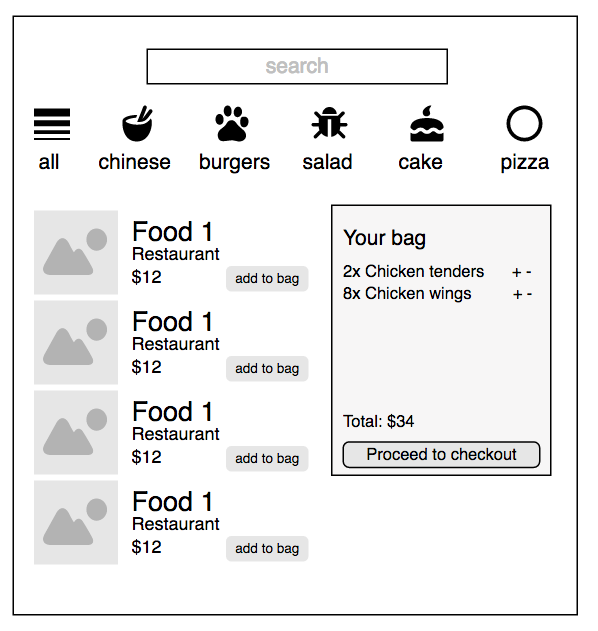 search
all chinese burgers salad cake pizza
Food 1
Restaurant
$12 add to bag
Food 1
Restaurant
$12 add to bag
Food 1
Restaurant
$12 add to bag
Food 1
Restaurant
$12 add to bag
Your bag
2x Chicken tenders + -
8x Chicken wings + -
Total: $34
Proceed to checkout